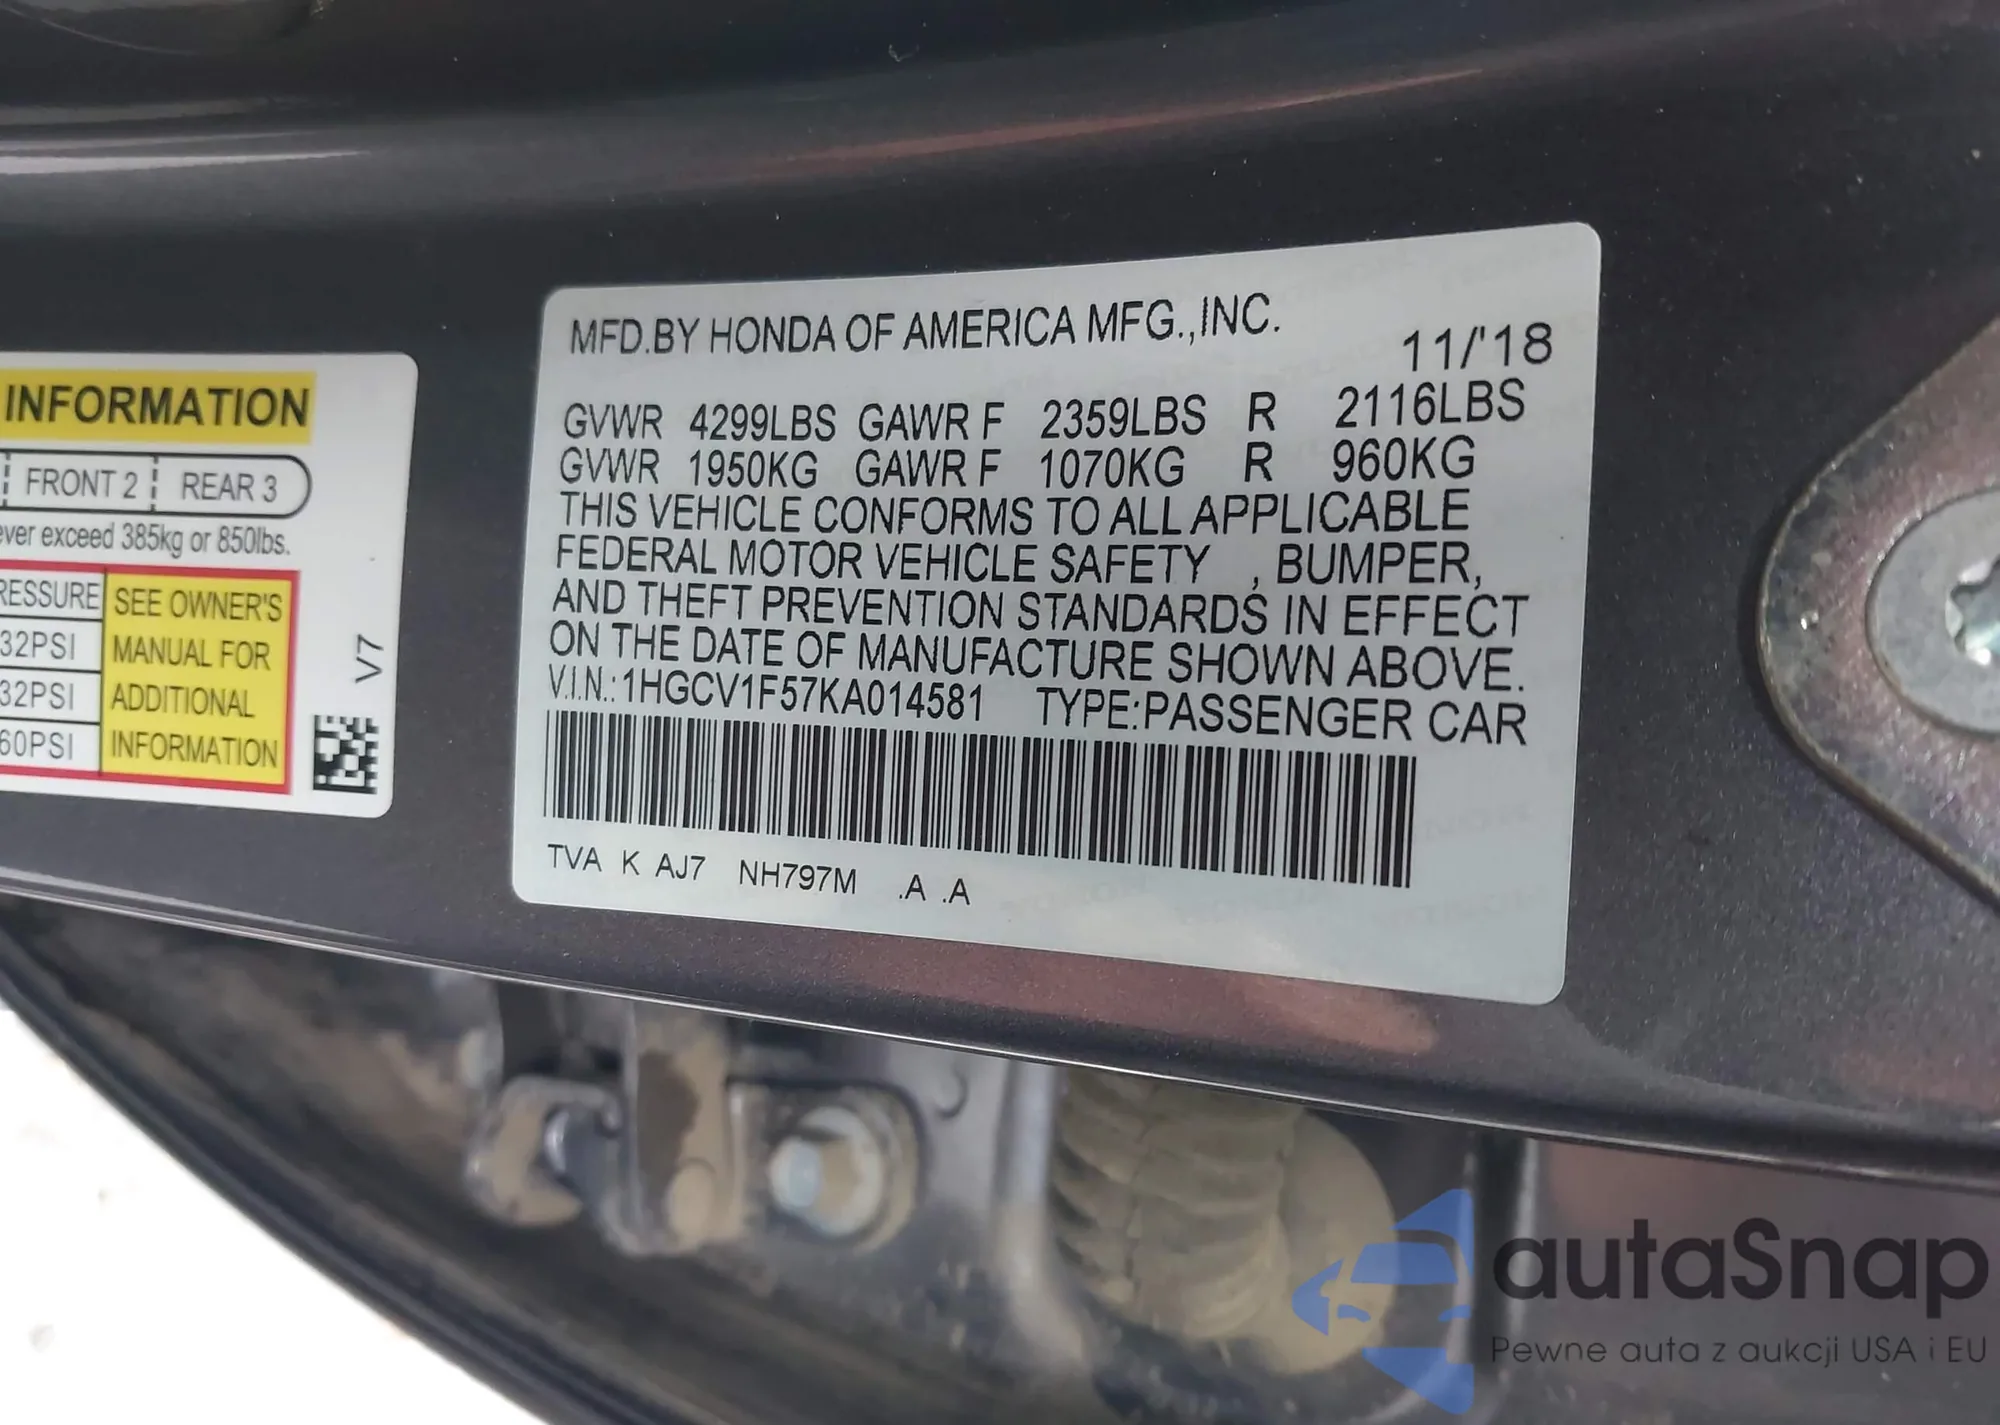 INFORMATION
FRONT 2 REAR 3
ever exceed 385kg or 850lbs.
RESSURE
32PSI
32PSI
60PSI
SEE OWNER'S
MANUAL FOR
ADDITIONAL
INFORMATION
V7
MFD.BY HONDA OF AMERICA MFG.,INC.
11/'18
GVWR 4299LBS GAWR F 2359LBS R 2116LBS
GVWR 1950KG GAWR F 1070KG R 960KG
THIS VEHICLE CONFORMS TO ALL APPLICABLE
FEDERAL MOTOR VEHICLE SAFETY , BUMPER,
AND THEFT PREVENTION STANDARDS IN EFFECT
ON THE DATE OF MANUFACTURE SHOWN ABOVE.
V.I.N.:1HGCV1F57KA014581 TYPE:PASSENGER CAR
TVA K AJ7 NH797M .A .A
autaSnap
Pewne auta z aukcji USA i EU